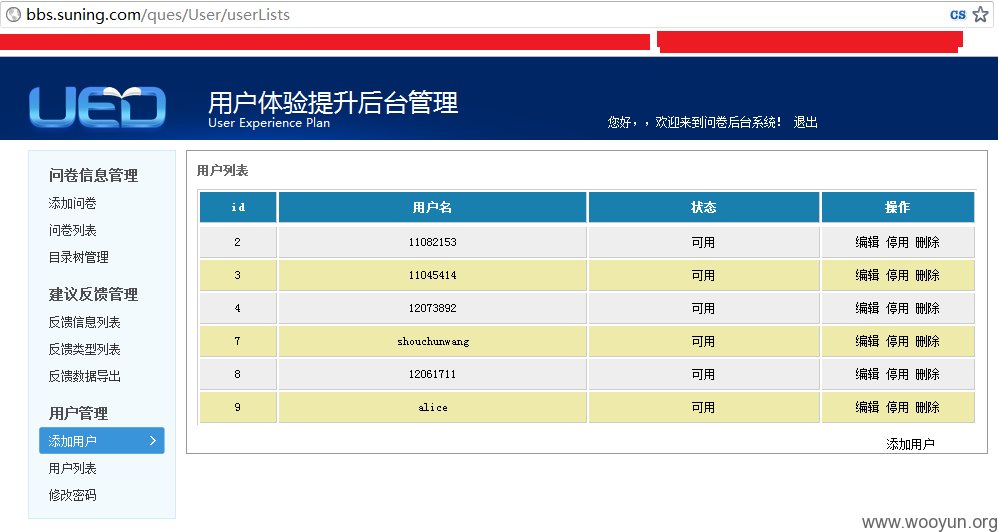 bbs.suning.com/ques/User/userLists
CS
UED
用户体验提升后台管理
User Experience Plan
您好，，欢迎来到问卷后台系统！ 退出
问卷信息管理
添加问卷
问卷列表
目录树管理
建议反馈管理
反馈信息列表
反馈类型列表
反馈数据导出
用户管理
添加用户
用户列表
修改密码
用户列表
id 用户名 状态 操作
2 11082153 可用 编辑 停用 删除
3 11045414 可用 编辑 停用 删除
4 12073892 可用 编辑 停用 删除
7 shouchunwang 可用 编辑 停用 删除
8 12061711 可用 编辑 停用 删除
9 alice 可用 编辑 停用 删除
添加用户
www.wooyun.org